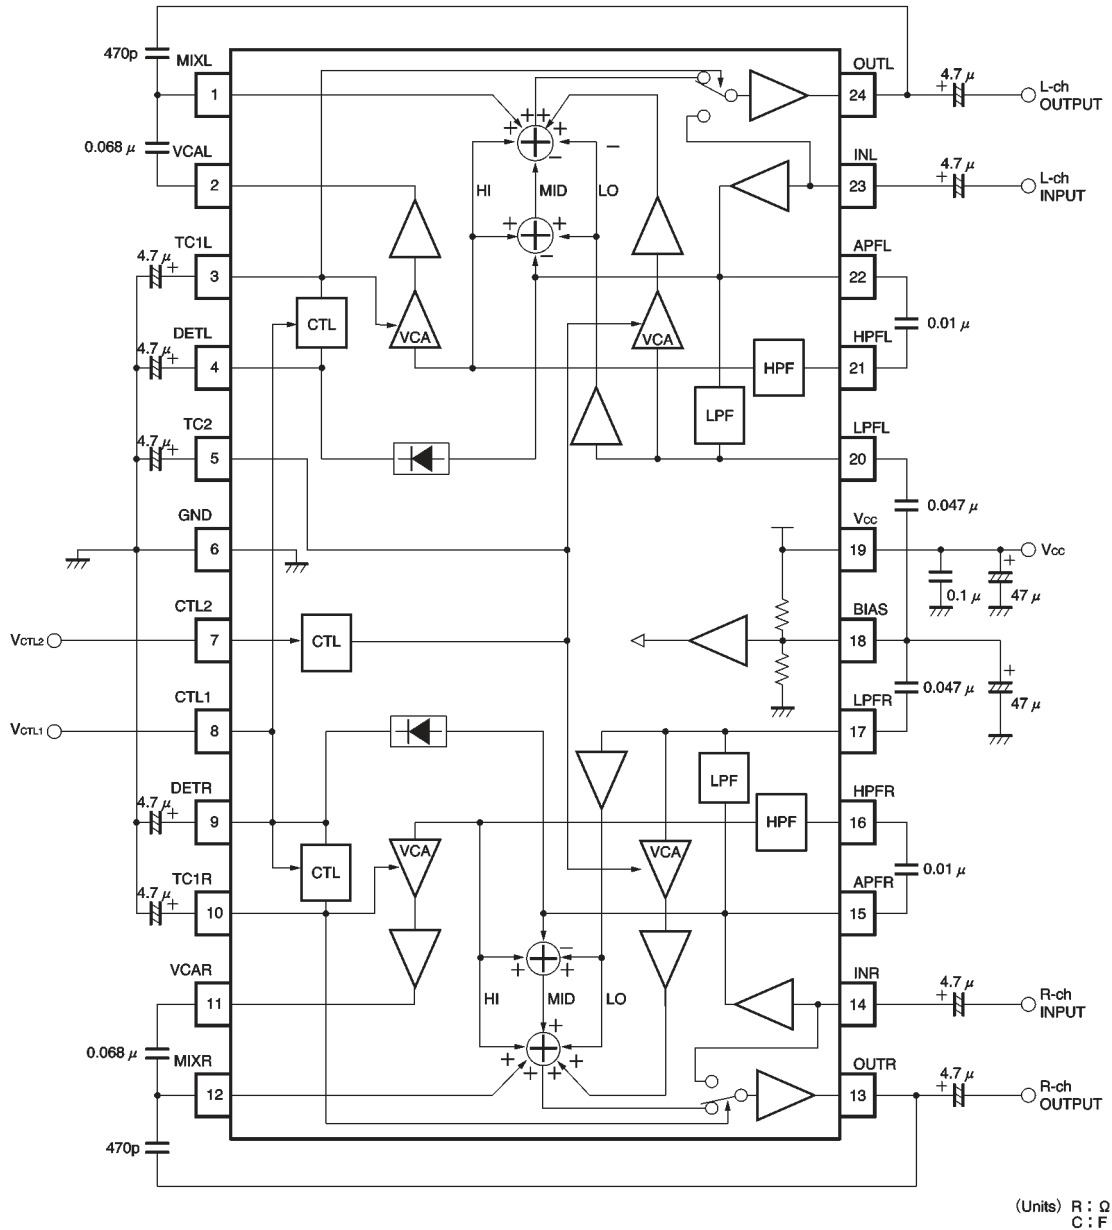 470p
MIXL
1
0.068 μ
VCAL
2
4.7 μ
+
TC1L
3
4.7 μ
+
DETL
4
4.7 μ
+
TC2
5
GND
6
CTL2
VCTL2
7
CTL1
VCTL1
8
4.7 μ
+
DETR
9
4.7 μ
+
TC1R
10
VCAR
11
0.068 μ
MIXR
12
470p
CTL
VCA
+ + + +
+ −
−
HI
MID
LO
+ +
−
VCA
HPF
LPF
CTL
CTL
VCA
LPF
HPF
VCA
−
+ +
HI
MID
LO
+
+ +
+ +
OUTL
24
4.7 μ
+
L-ch
OUTPUT
INL
23
4.7 μ
+
L-ch
INPUT
APFL
22
0.01 μ
HPFL
21
LPFL
20
0.047 μ
Vcc
19
Vcc
0.1 μ
+
47 μ
BIAS
18
0.047 μ
+
47 μ
LPFR
17
HPFR
16
0.01 μ
APFR
15
INR
14
4.7 μ
+
R-ch
INPUT
OUTR
13
4.7 μ
+
R-ch
OUTPUT
(Units) R : Ω
C : F